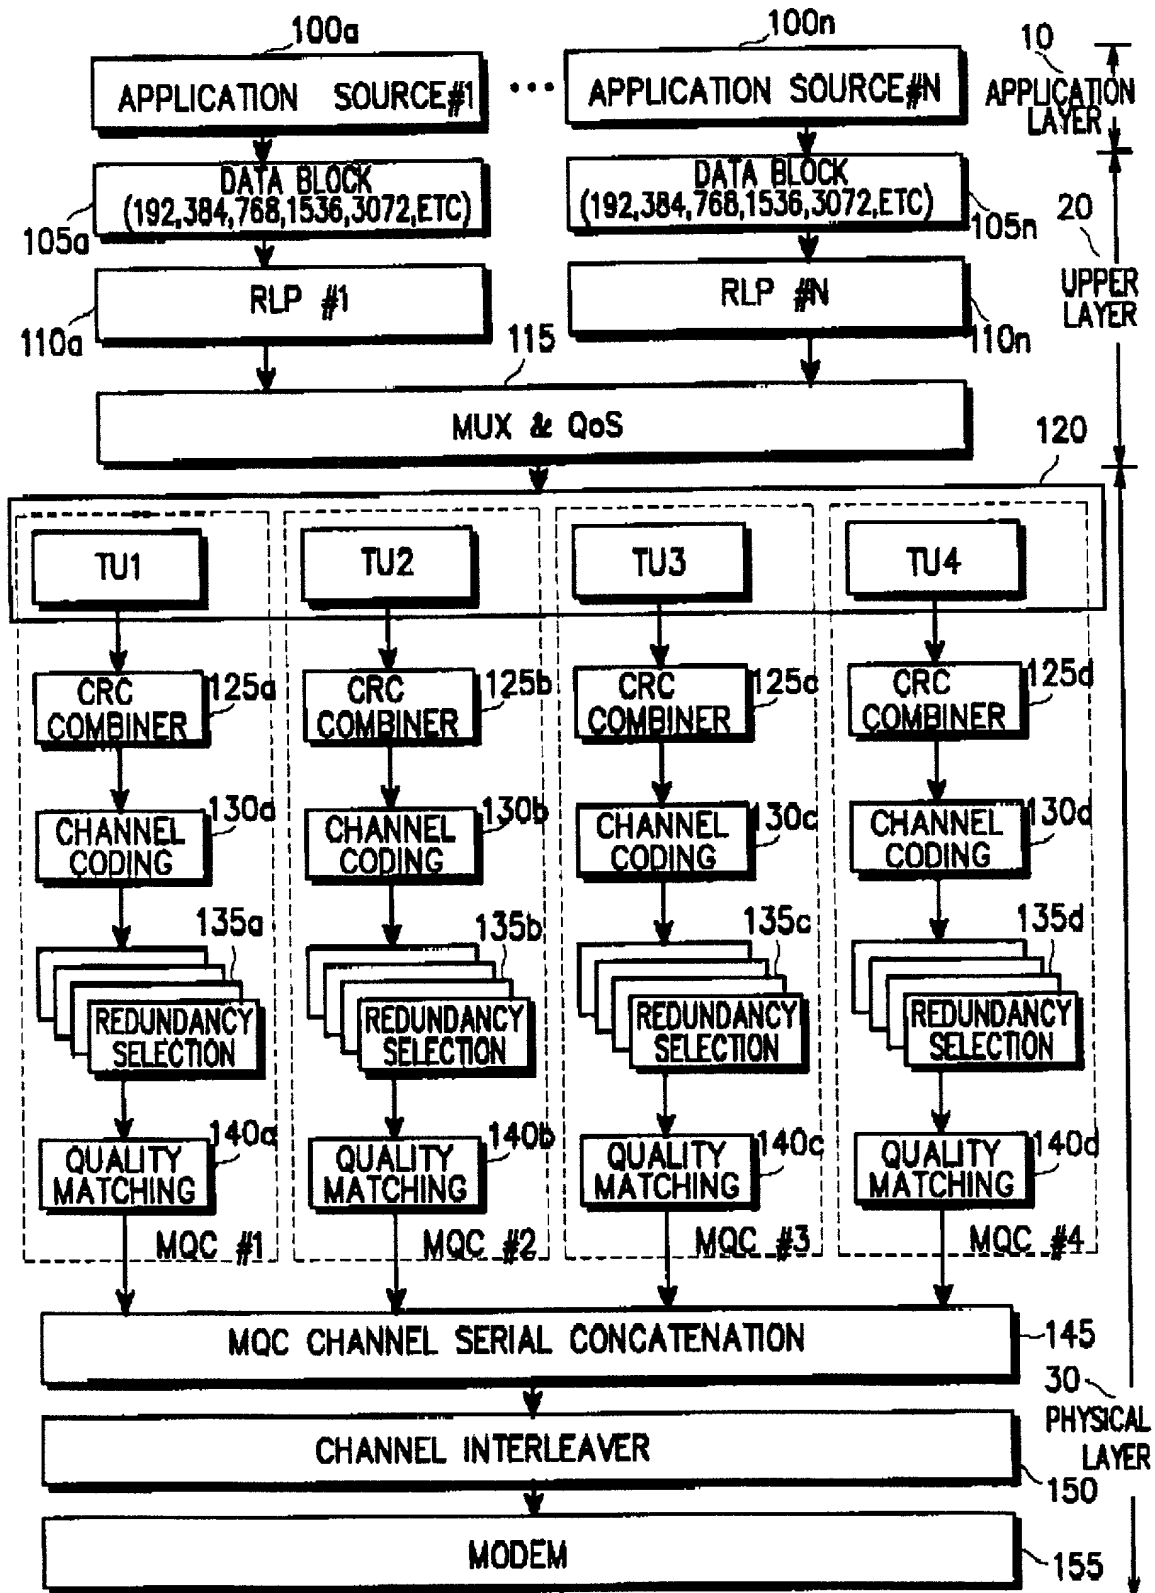 100a
100n
10
APPLICATION SOURCE#1
...
APPLICATION SOURCE#N
APPLICATION
LAYER
DATA BLOCK
(192,384,768,1536,3072,ETC)
105a
DATA BLOCK
(192,384,768,1536,3072,ETC)
105n
20
UPPER
LAYER
RLP #1
110a
RLP #N
110n
115
MUX & QoS
120
TU1
TU2
TU3
TU4
CRC
COMBINER
125a
CRC
COMBINER
125b
CRC
COMBINER
125c
CRC
COMBINER
125d
CHANNEL
CODING
130a
CHANNEL
CODING
130b
CHANNEL
CODING
130c
CHANNEL
CODING
130d
135a
135b
135c
135d
REDUNDANCY
SELECTION
REDUNDANCY
SELECTION
REDUNDANCY
SELECTION
REDUNDANCY
SELECTION
QUALITY
MATCHING
140a
QUALITY
MATCHING
140b
QUALITY
MATCHING
140c
QUALITY
MATCHING
140d
MQC #1
MQC #2
MQC #3
MQC #4
MQC CHANNEL SERIAL CONCATENATION
145
30
PHYSICAL
LAYER
CHANNEL INTERLEAVER
150
MODEM
155